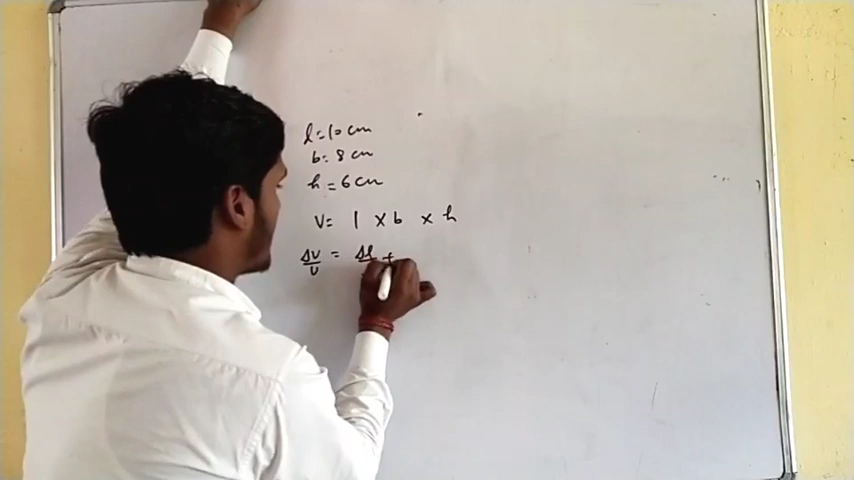 l = 10 cm
b = 8 cm
h = 6 cm
V = l × b × h
ΔV/V = Δl +